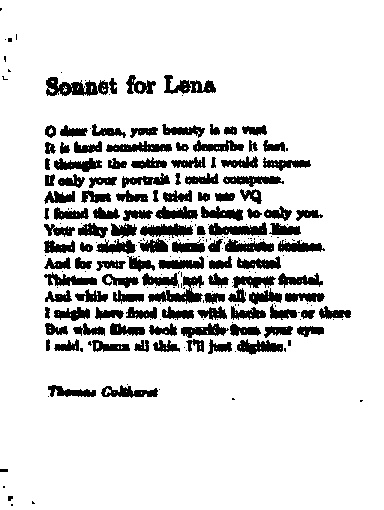 Sonnet for Lena
O dear Lena, your beauty is so vast
It is hard sometimes to describe it fast.
I thought the entire world I would impress
If only your portrait I could compress.
Alas! First when I tried to use VQ
I found that your cheeks belong to only you.
Your silky hair contains a thousand lines
Hard to match with sums of discrete cosines.
And for your lips, sensual and tactual
Thirteen Crays found not the proper fractal.
And while these setbacks are all quite severe
I might have fixed them with hacks here or there
But when filters took sparkle from your eyes
I said, 'Damn all this. I'll just digitize.'
Thomas Colthurst